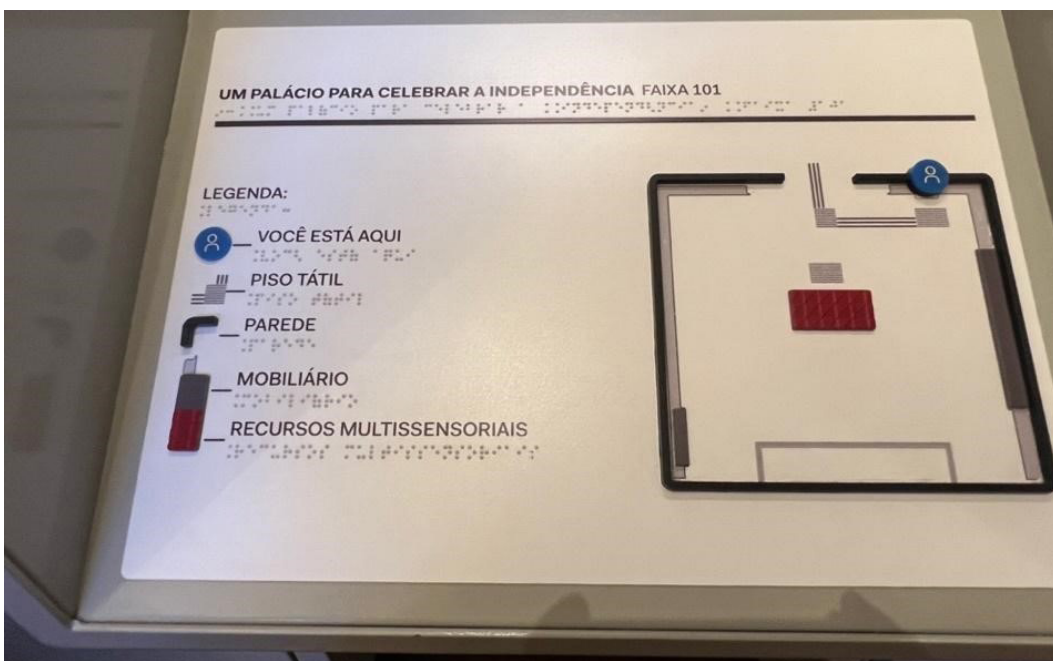 UM PALÁCIO PARA CELEBRAR A INDEPENDÊNCIA FAIXA 101
LEGENDA:
VOCÊ ESTÁ AQUI
PISO TÁTIL
PAREDE
MOBILIÁRIO
RECURSOS MULTISSENSORIAIS